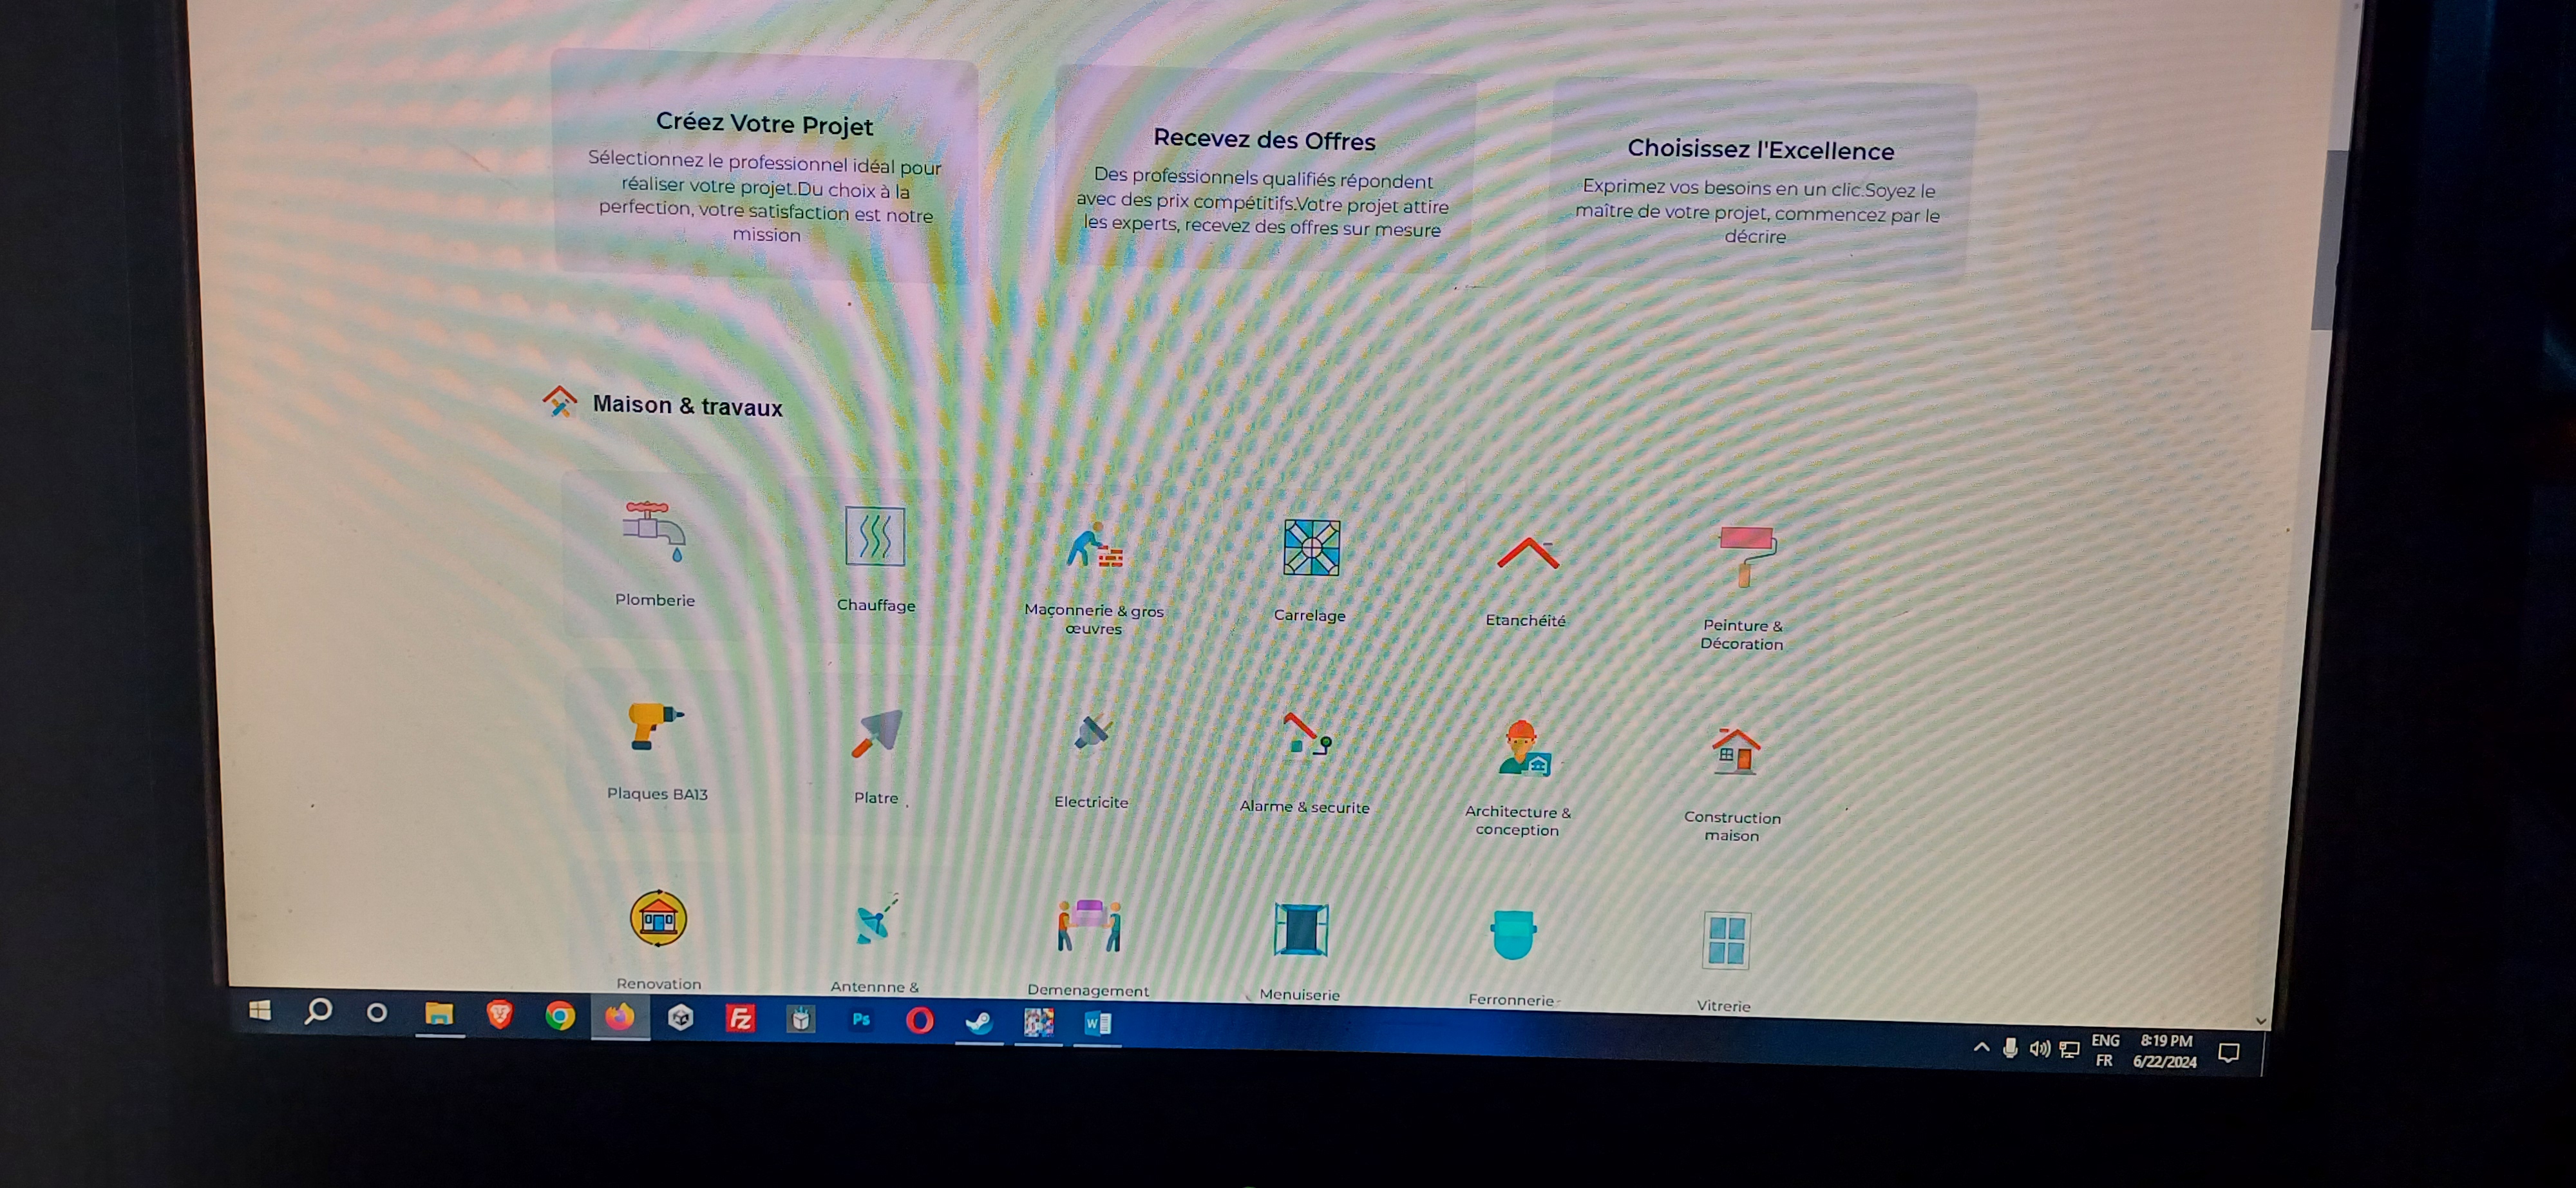 Créez Votre Projet
Sélectionnez le professionnel idéal pour
réaliser votre projet.Du choix à la
perfection, votre satisfaction est notre
mission
Recevez des Offres
Des professionnels qualifiés répondent
avec des prix compétitifs.Votre projet attire
les experts, recevez des offres sur mesure
Choisissez l'Excellence
Exprimez vos besoins en un clic.Soyez le
maître de votre projet, commencez par le
décrire
Maison & travaux
Plomberie
Chauffage
Maçonnerie & gros
œuvres
Carrelage
Etanchéité
Peinture &
Décoration
Plaques BA13
Platre
Electricite
Alarme & securite
Architecture &
conception
Construction
maison
Renovation
Antennne &
Demenagement
Menuiserie
Ferronnerie
Vitrerie
Fz
Ps
W
ENG
FR
8:19 PM
6/22/2024